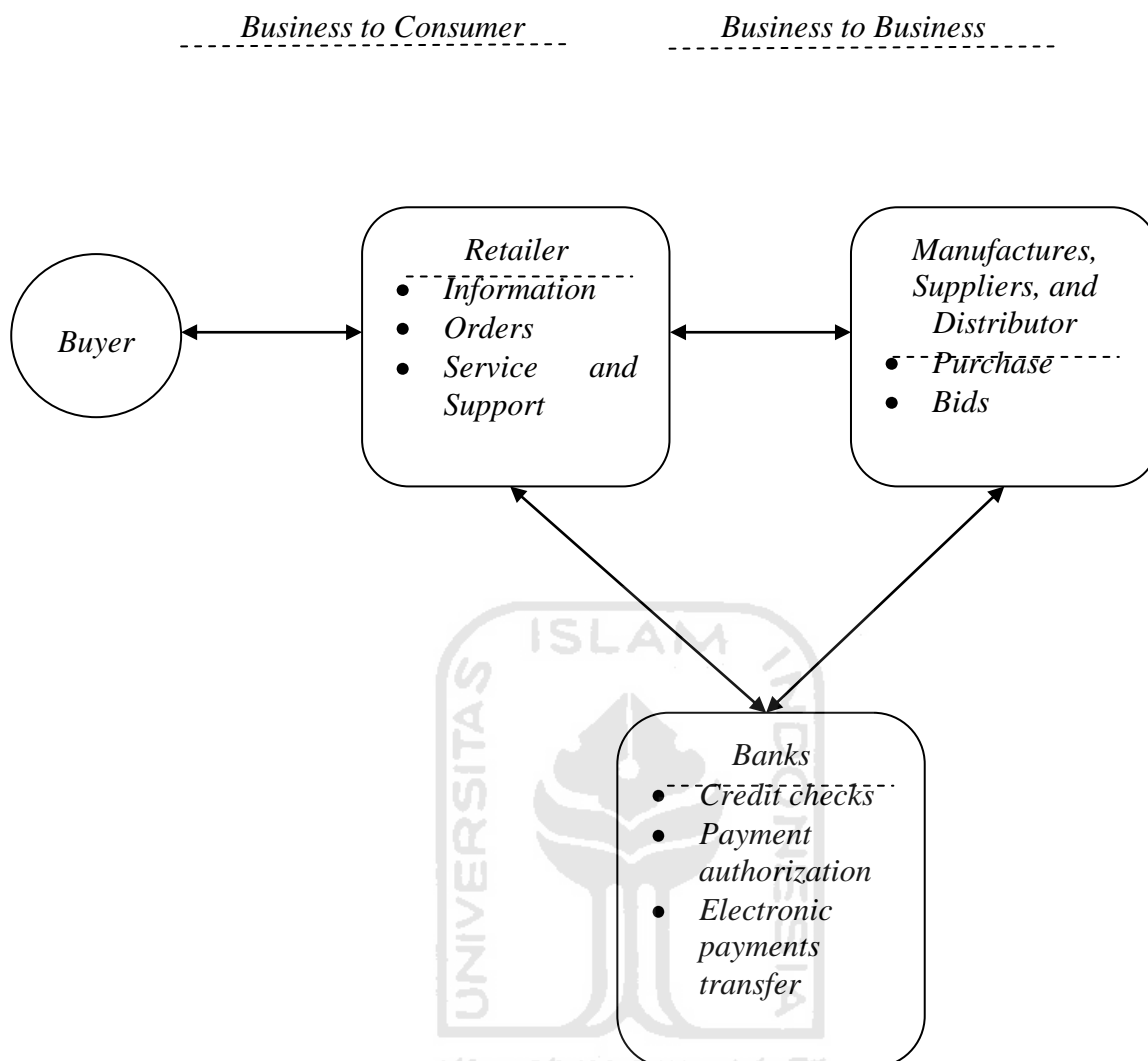 Business to Consumer
Business to Business
Buyer
Retailer
● Information
● Orders
● Service and
Support
Manufactures,
Suppliers, and
Distributor
● Purchase
● Bids
Banks
● Credit checks
● Payment
authorization
● Electronic
payments
transfer
UNIVERSITAS
ISLAM
INDONESIA